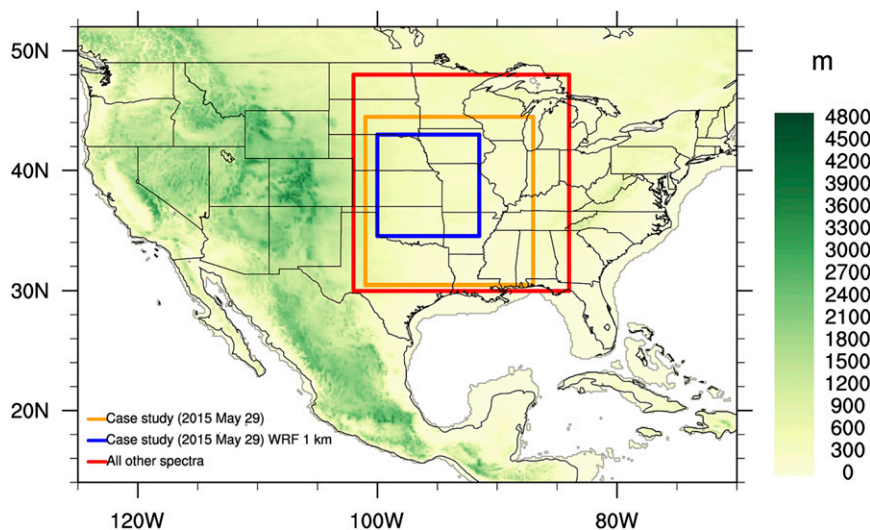 50N
40N
30N
20N
120W 100W 80W
Case study (2015 May 29)
Case study (2015 May 29) WRF 1 km
All other spectra
m
4800
4500
4200
3900
3600
3300
3000
2700
2400
2100
1800
1500
1200
900
600
300
0